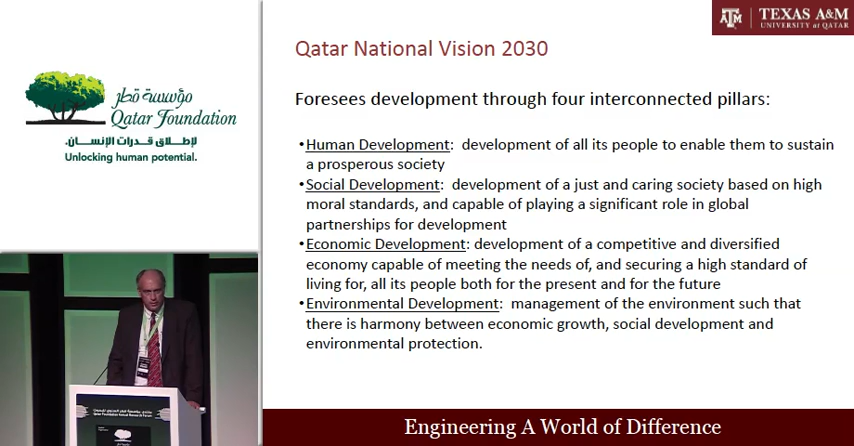 مؤسسة قطر
Qatar Foundation
لإطلاق قدرات الإنسان.
Unlocking human potential.
Qatar Foundation Annual Research Forum
ATM
TEXAS A&M
UNIVERSITY at QATAR
Qatar National Vision 2030
Foresees development through four interconnected pillars:
•Human Development:  development of all its people to enable them to sustain
a prosperous society
•Social Development:  development of a just and caring society based on high
moral standards, and capable of playing a significant role in global
partnerships for development
•Economic Development: development of a competitive and diversified
economy capable of meeting the needs of, and securing a high standard of
living for, all its people both for the present and for the future
•Environmental Development:  management of the environment such that
there is harmony between economic growth, social development and
environmental protection.
Engineering A World of Difference